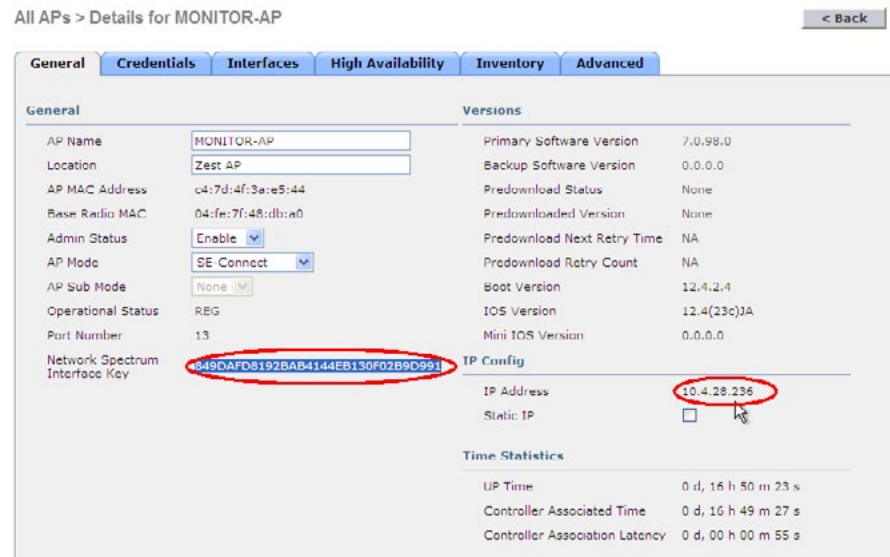 All APs > Details for MONITOR-AP
< Back
General
Credentials
Interfaces
High Availability
Inventory
Advanced
General
AP Name MONITOR-AP
Location Zest AP
AP MAC Address c4:7d:4f:3a:e5:44
Base Radio MAC 04:fe:7f:48:db:a0
Admin Status Enable
AP Mode SE-Connect
AP Sub Mode None
Operational Status REG
Port Number 13
Network Spectrum
Interface Key 849DAFD8192BAB4144EB130F02B9D991
Versions
Primary Software Version 7.0.98.0
Backup Software Version 0.0.0.0
Predownload Status None
Predownloaded Version None
Predownload Next Retry Time NA
Predownload Retry Count NA
Boot Version 12.4.2.4
IOS Version 12.4(23c)JA
Mini IOS Version 0.0.0.0
IP Config
IP Address 10.4.28.236
Static IP
Time Statistics
UP Time 0 d, 16 h 50 m 23 s
Controller Associated Time 0 d, 16 h 49 m 27 s
Controller Association Latency 0 d, 00 h 00 m 55 s